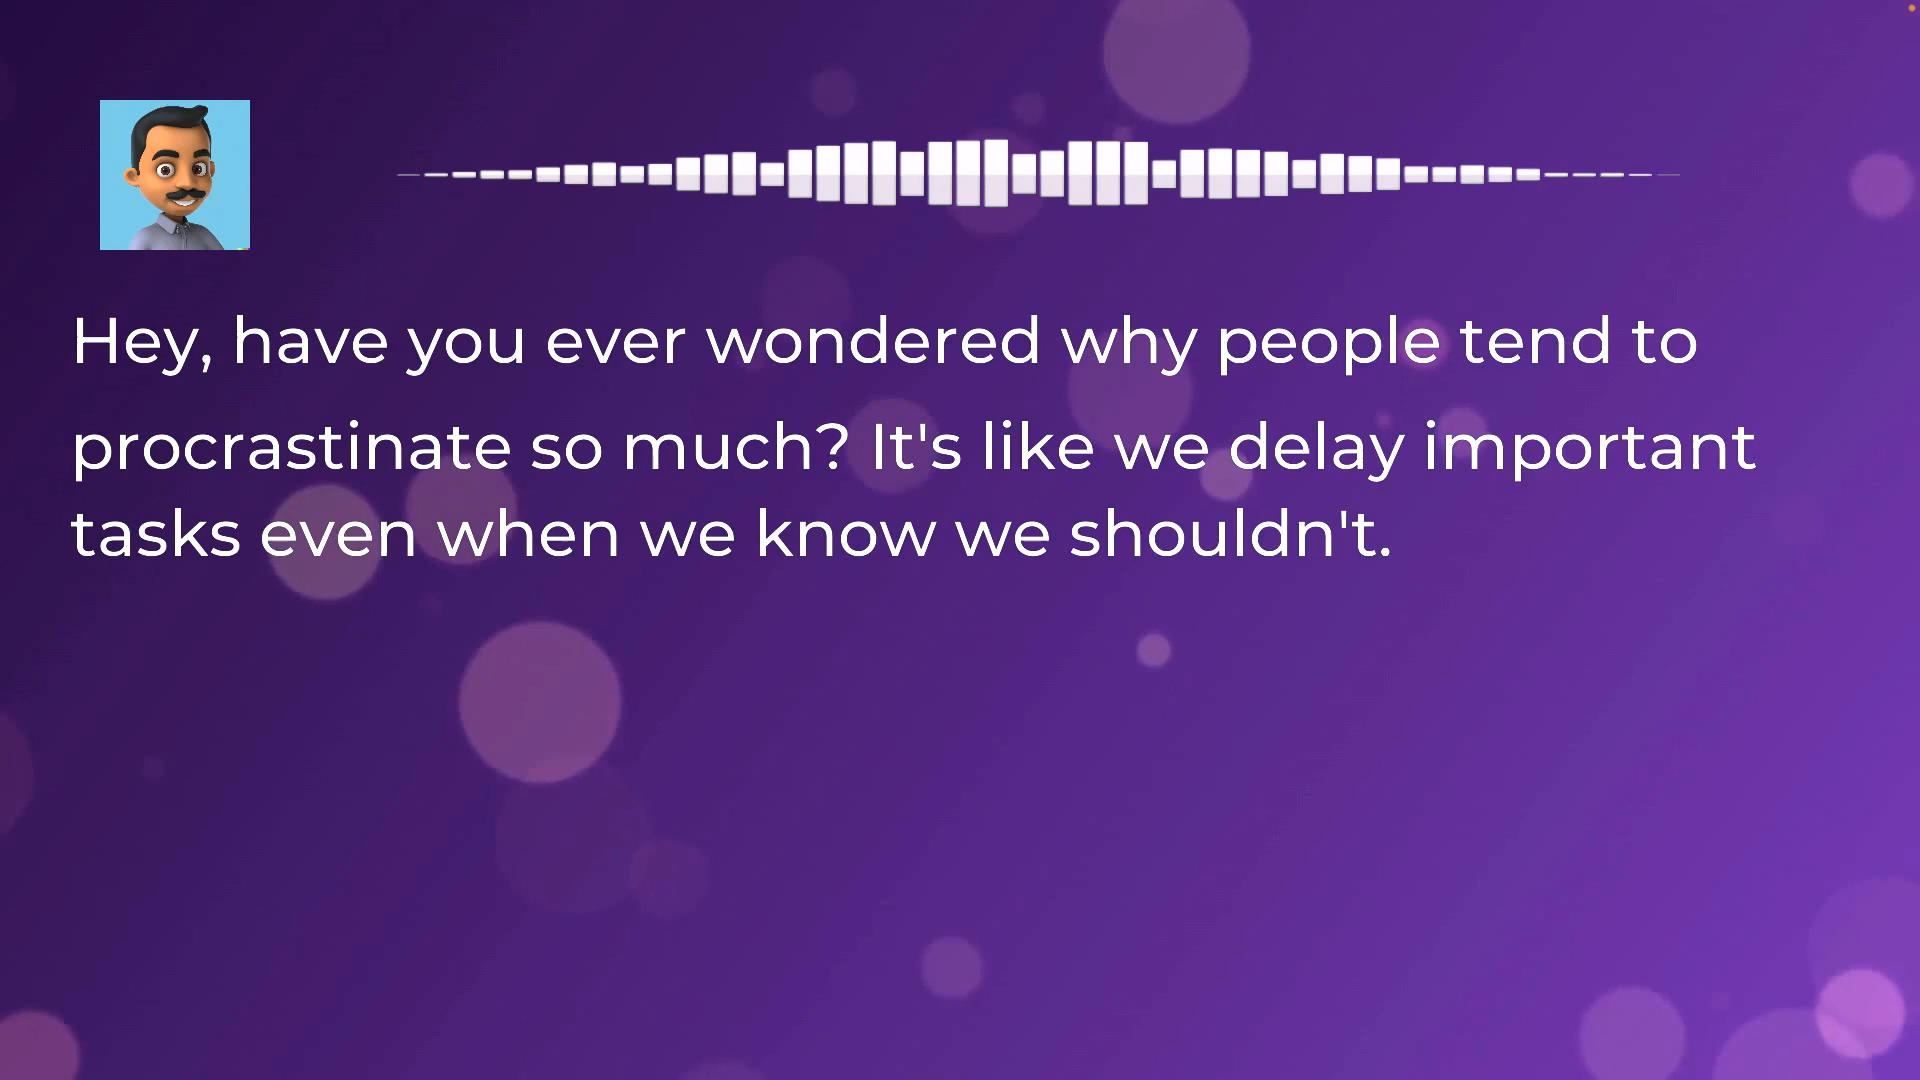 Hey, have you ever wondered why people tend to
procrastinate so much? It's like we delay important
tasks even when we know we shouldn't.